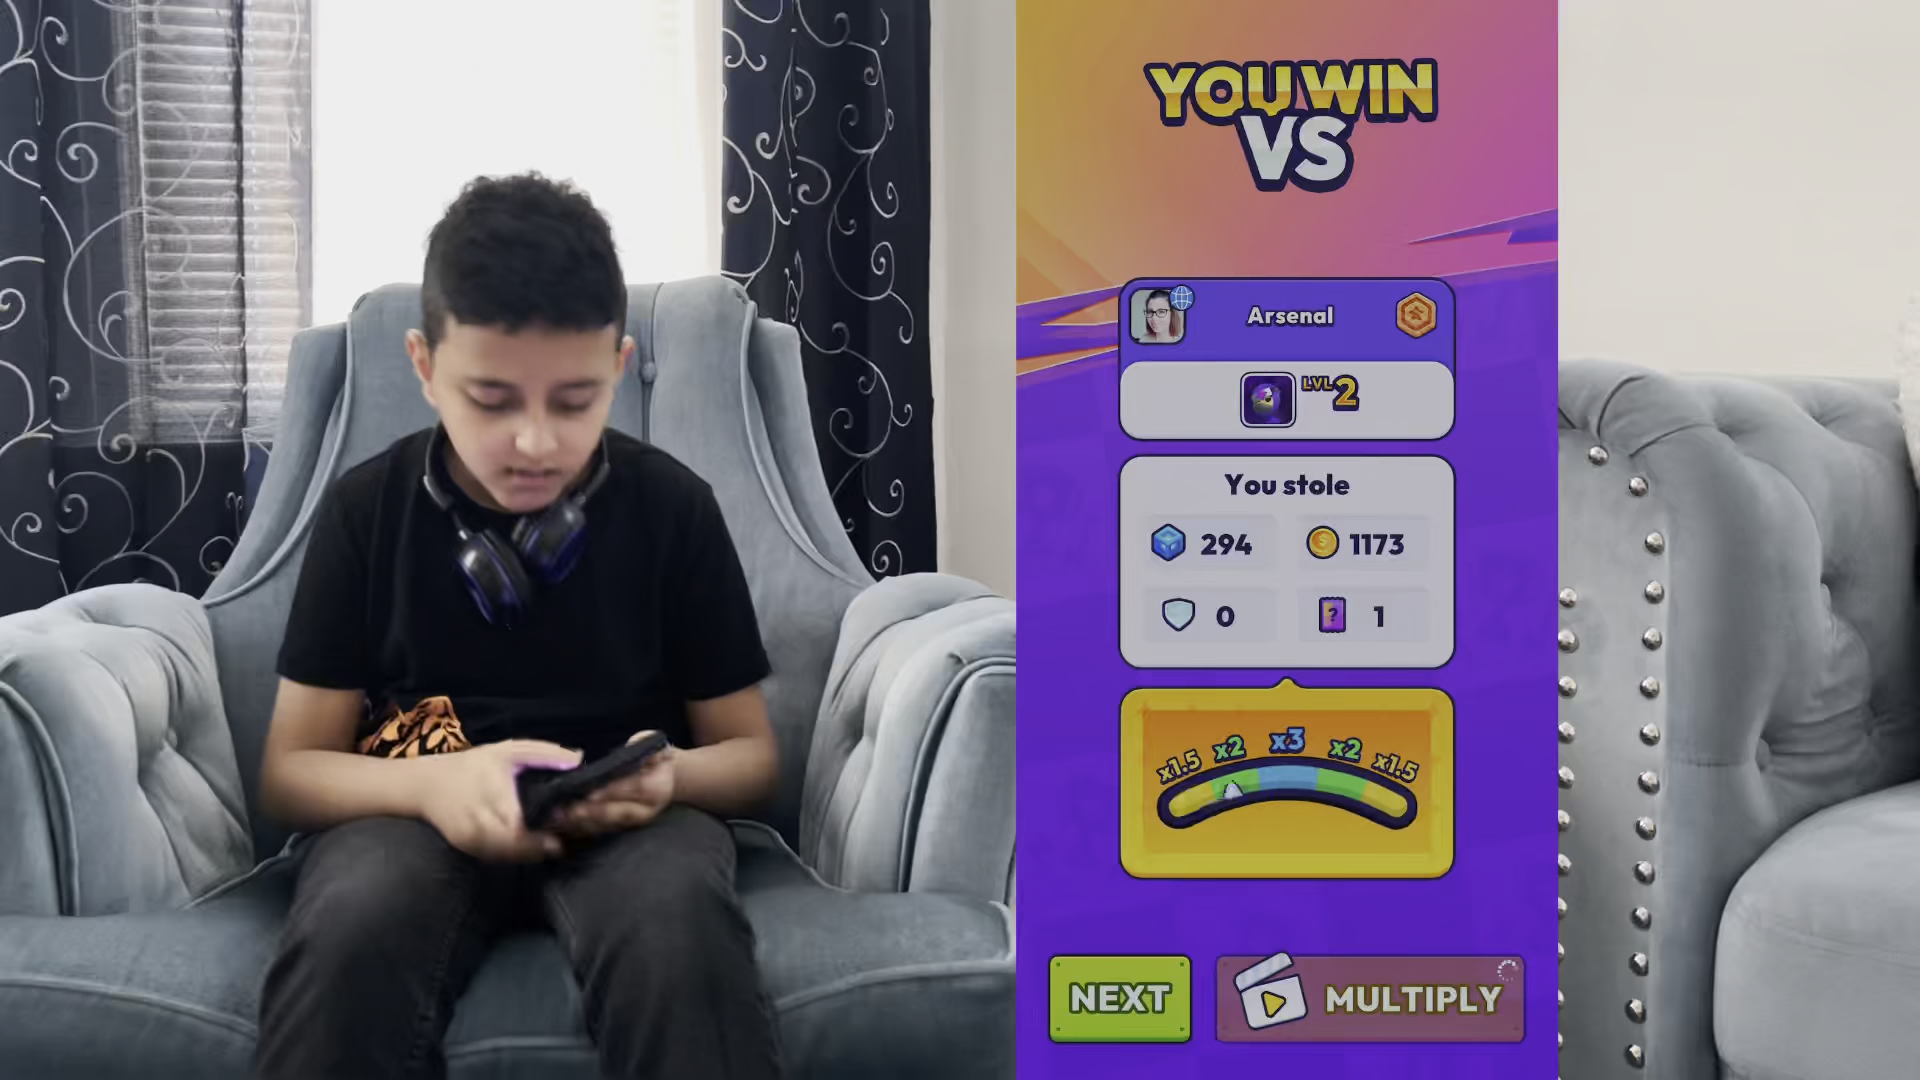 YOU WIN
VS
Arsenal
LVL 2
You stole
294 1173
0 ? 1
x1.5 x2 x3 x2 x1.5
NEXT MULTIPLY